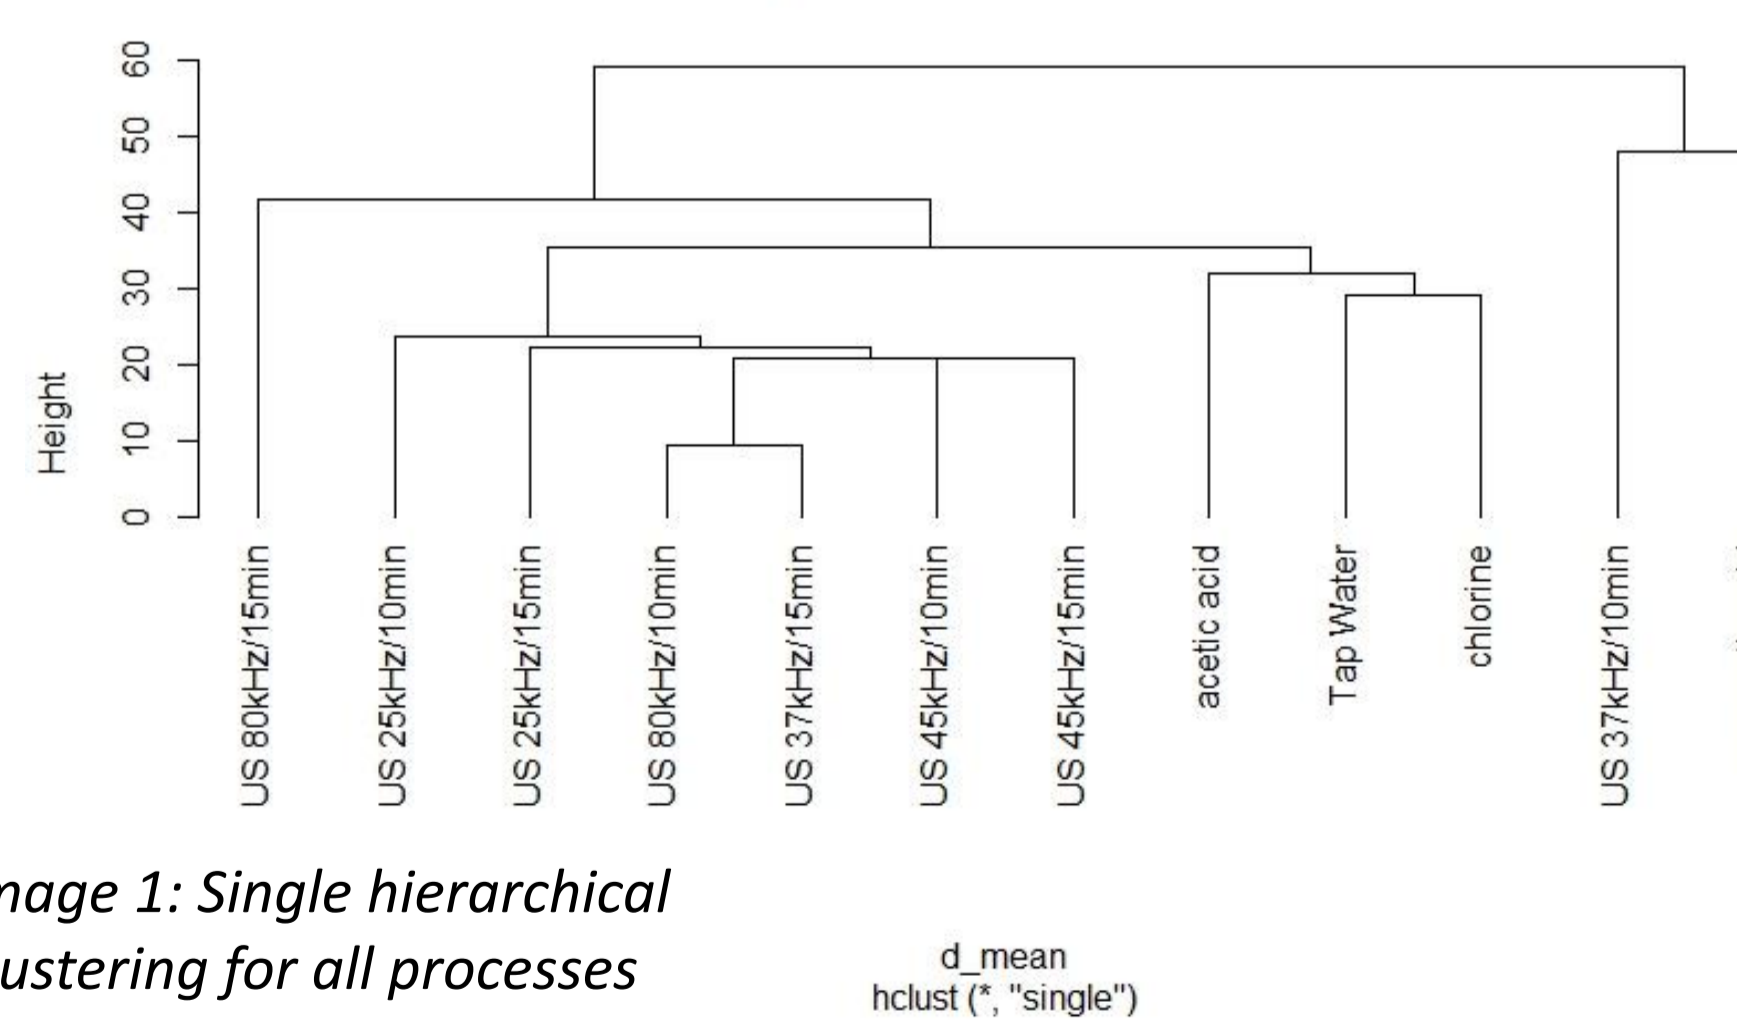 60
50
40
30
20
10
0
Height
US 80kHz/15min
US 25kHz/10min
US 25kHz/15min
US 80kHz/10min
US 37kHz/15min
US 45kHz/10min
US 45kHz/15min
acetic acid
Tap Water
chlorine
US 37kHz/10min
mage 1: Single hierarchical
ustering for all processes
d_mean
hclust (*, "single")